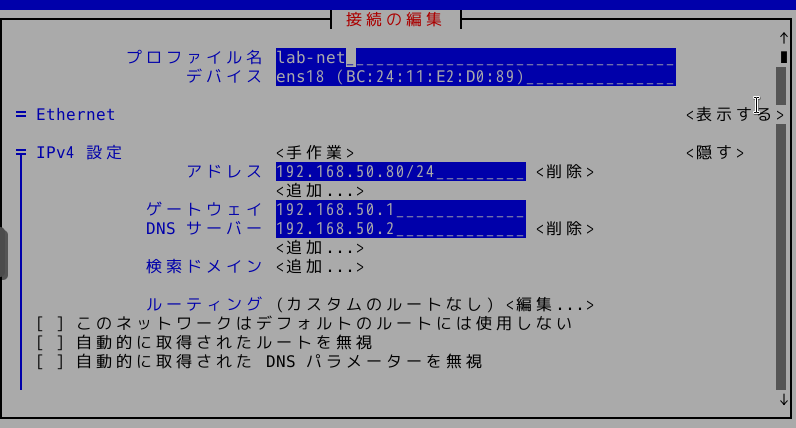 接続の編集
プロファイル名 lab-net_________________________________
デバイス ens18 (BC:24:11:E2:D0:89)_______________
= Ethernet <表示する>
= IPv4 設定 <手作業> <隠す>
アドレス 192.168.50.80/24_________ <削除>
<追加...>
ゲートウェイ 192.168.50.1_____________
DNS サーバー 192.168.50.2_____________ <削除>
<追加...>
検索ドメイン <追加...>
ルーティング (カスタムのルートなし) <編集...>
[ ] このネットワークはデフォルトのルートには使用しない
[ ] 自動的に取得されたルートを無視
[ ] 自動的に取得された DNS パラメーターを無視